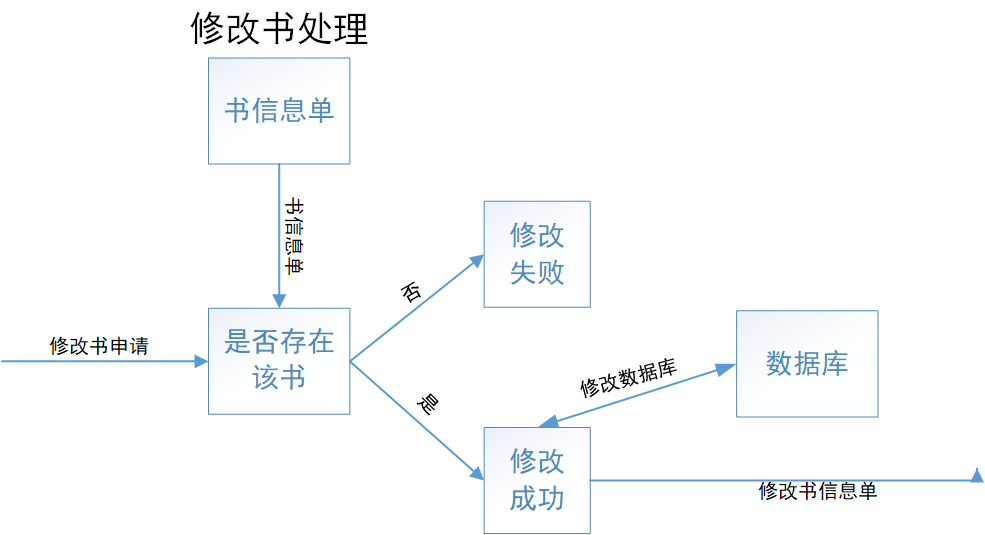 修改书处理
书信息单
书信息单
修改
失败
否
是否存在
该书
修改书申请
是
修改数据库
数据库
修改
成功
修改书信息单